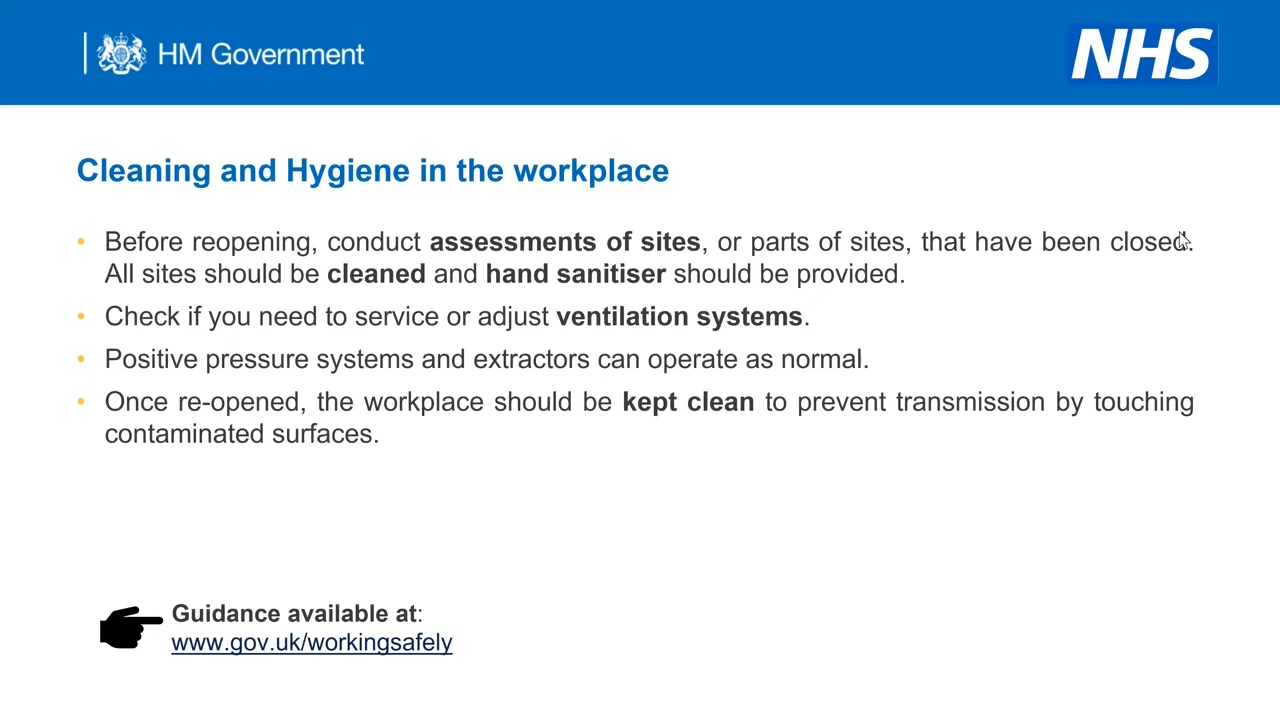 HM Government
NHS
Cleaning and Hygiene in the workplace
• Before reopening, conduct assessments of sites, or parts of sites, that have been closed.
All sites should be cleaned and hand sanitiser should be provided.
• Check if you need to service or adjust ventilation systems.
• Positive pressure systems and extractors can operate as normal.
• Once re-opened, the workplace should be kept clean to prevent transmission by touching
contaminated surfaces.
Guidance available at:
www.gov.uk/workingsafely